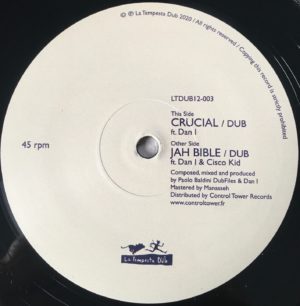 © ℗ La Tempesta Dub 2020 / All rights reserved / Copying this record is strictly prohibited
LTDUB12-003
This Side
CRUCIAL / DUB
ft. Dan I
45 rpm
Other Side
JAH BIBLE / DUB
ft. Dan I & Cisco Kid
Composed, mixed and produced
by Paolo Baldini DubFiles & Dan I
Mastered by Manasseh
Distributed by Control Tower Records
www.controltower.fr
La Tempesta Dub